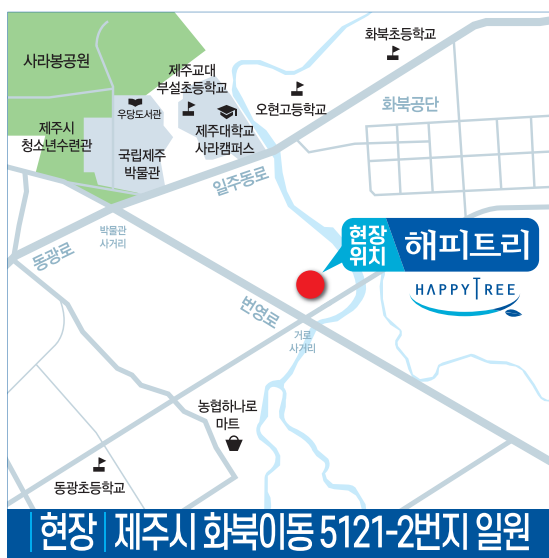 화북초등학교
사라봉공원
제주교대
부설초등학교
오현고등학교
화북공단
우당도서관
제주시
청소년수련관
제주대학교
사라캠퍼스
국립제주
박물관
일주동로
박물관
사거리
동광로
현장
위치
해피트리
HAPPYTREE
번영로
거로
사거리
농협하나로
마트
동광초등학교
현장 제주시 화북이동 5121-2번지 일원